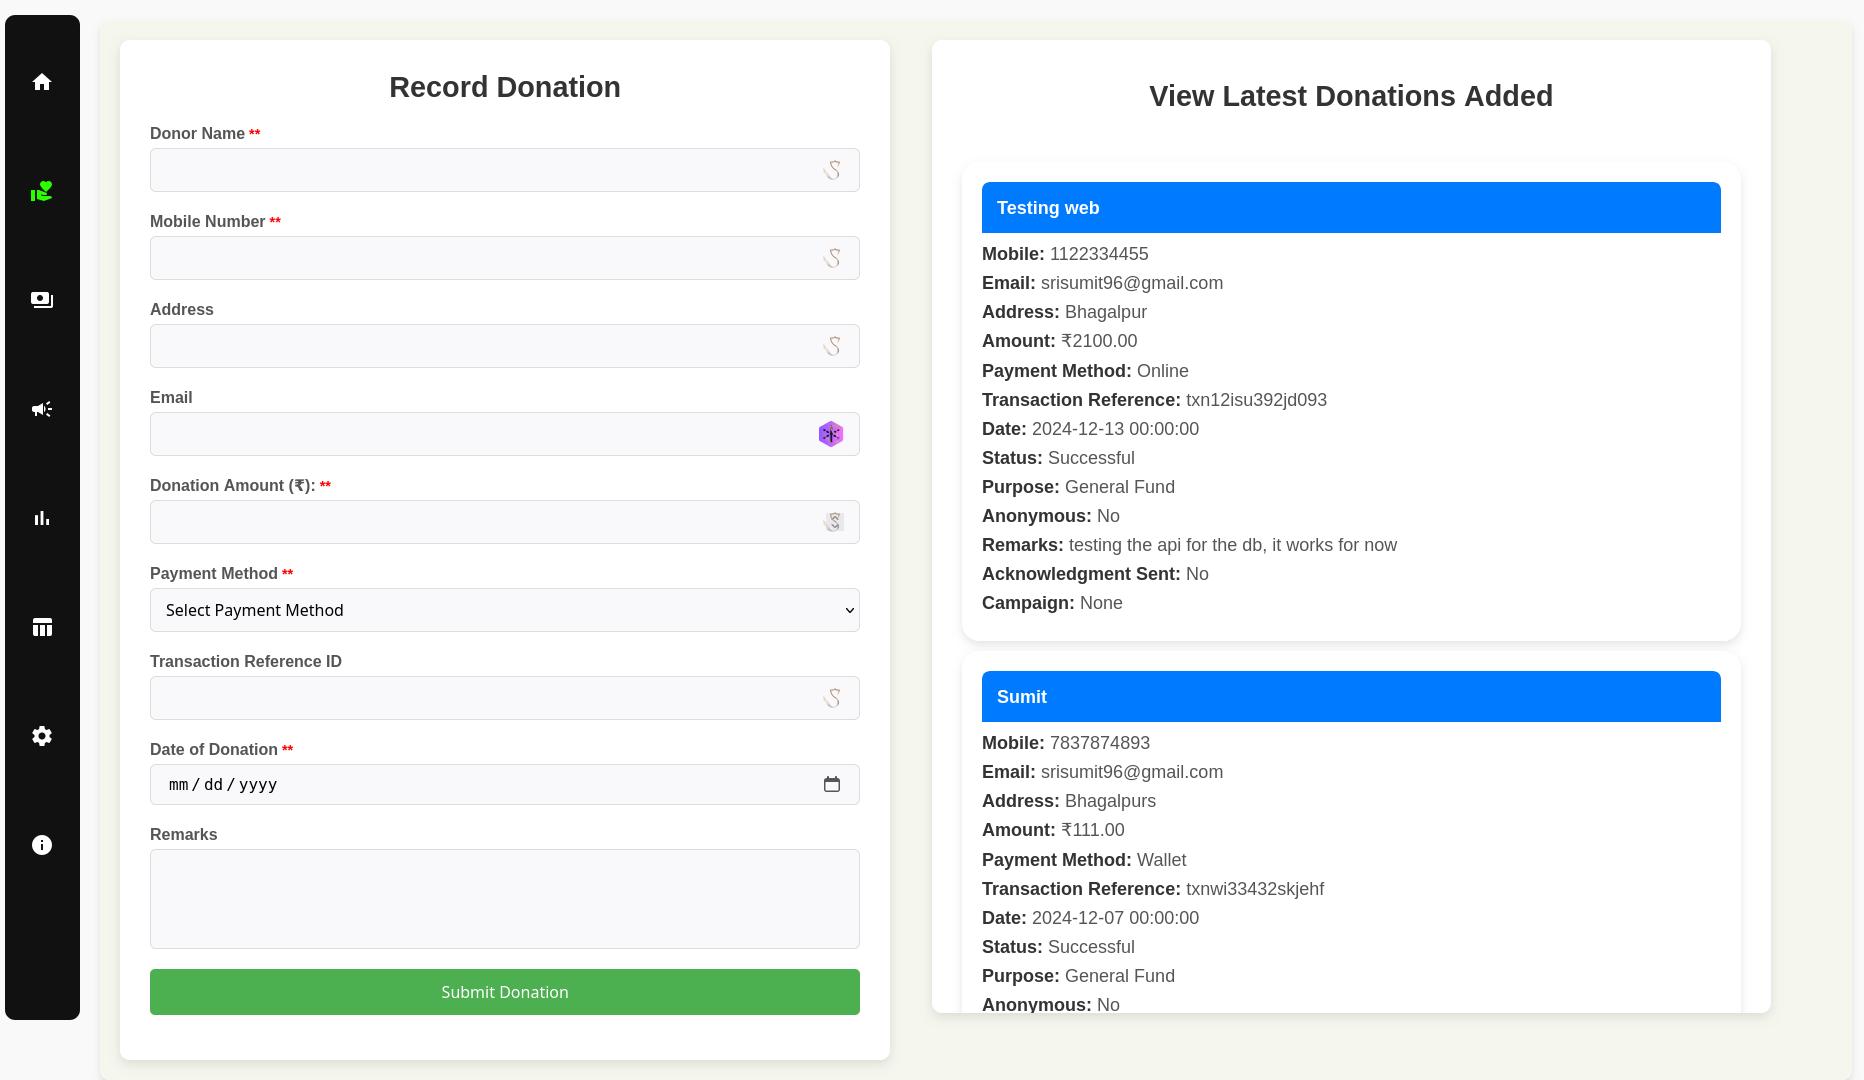 Record Donation
Donor Name **
Mobile Number **
Address
Email
Donation Amount (₹): **
Payment Method **
Select Payment Method
Transaction Reference ID
Date of Donation **
mm / dd / yyyy
Remarks
Submit Donation
View Latest Donations Added
Testing web
Mobile: 1122334455
Email: srisumit96@gmail.com
Address: Bhagalpur
Amount: ₹2100.00
Payment Method: Online
Transaction Reference: txn12isu392jd093
Date: 2024-12-13 00:00:00
Status: Successful
Purpose: General Fund
Anonymous: No
Remarks: testing the api for the db, it works for now
Acknowledgment Sent: No
Campaign: None
Sumit
Mobile: 7837874893
Email: srisumit96@gmail.com
Address: Bhagalpurs
Amount: ₹111.00
Payment Method: Wallet
Transaction Reference: txnwi33432skjehf
Date: 2024-12-07 00:00:00
Status: Successful
Purpose: General Fund
Anonymous: No